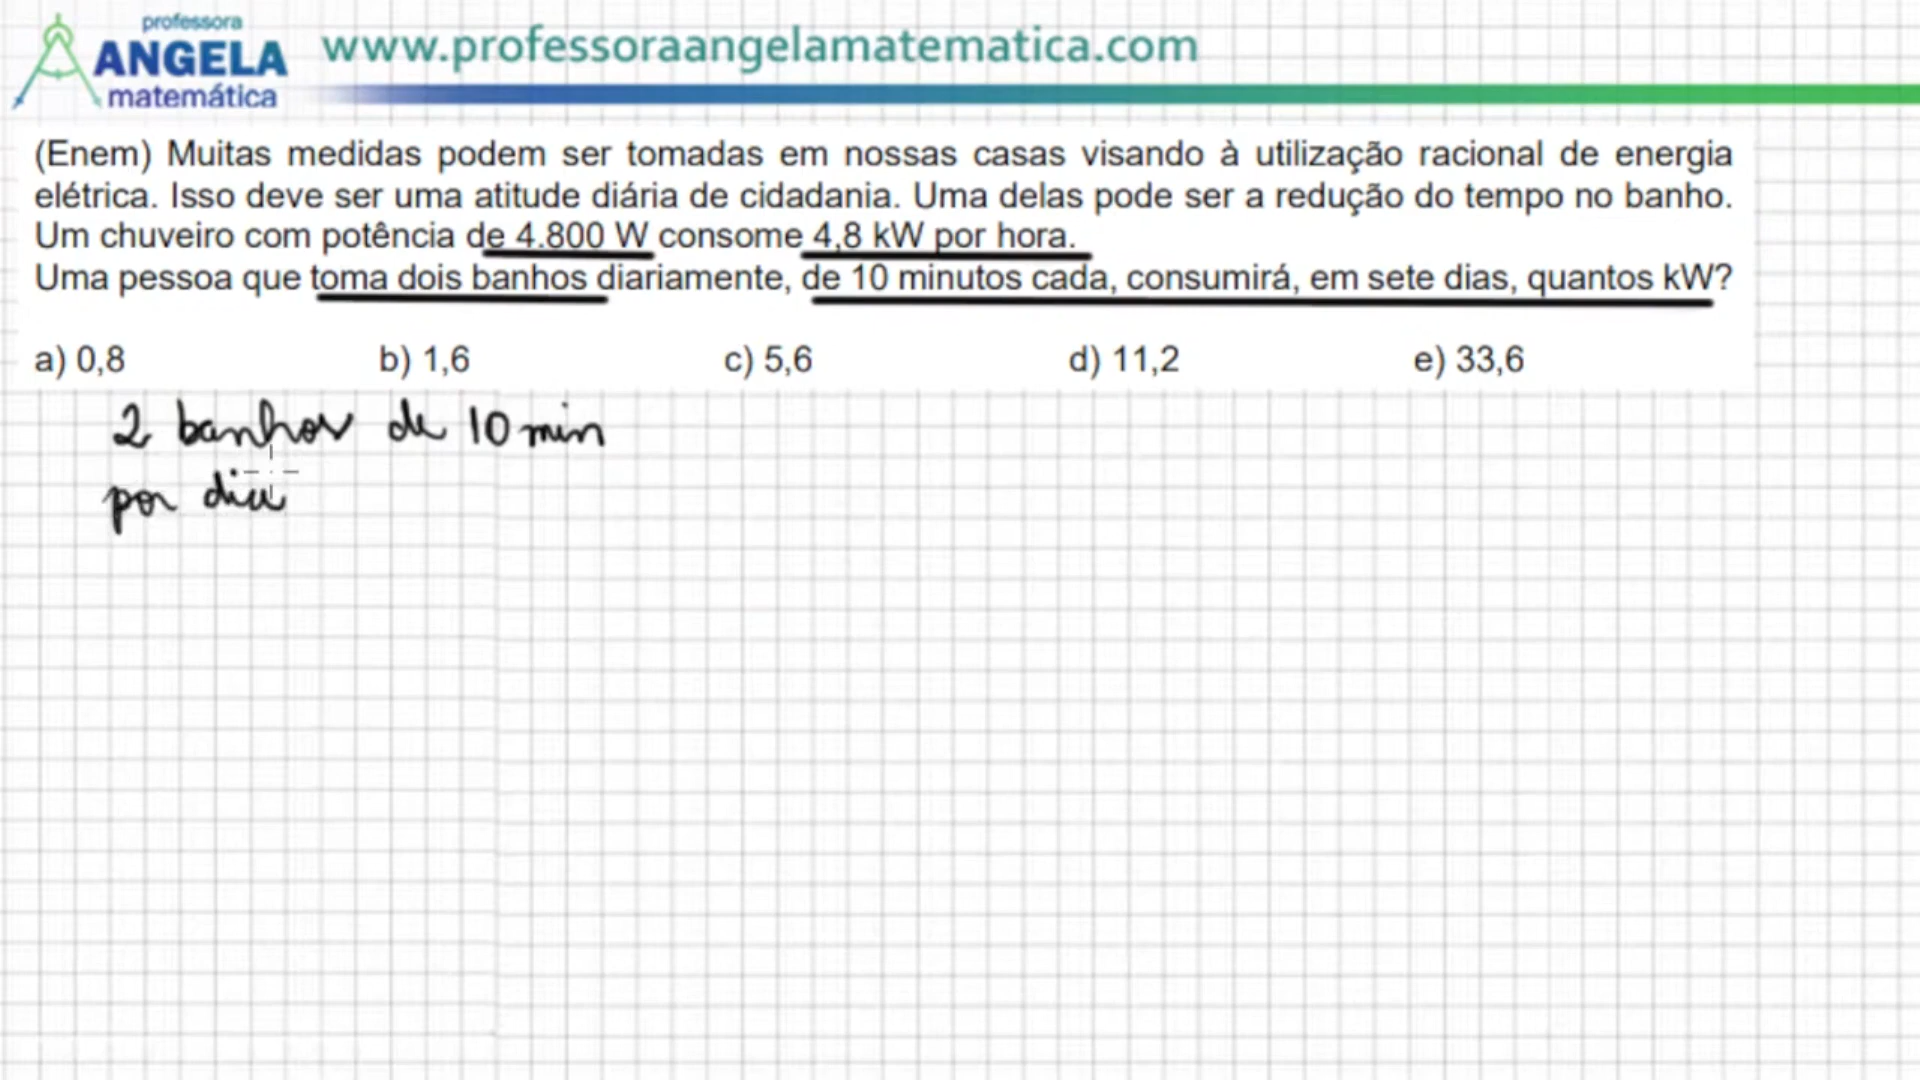 professora
ANGELA
matemática
www.professoraangelamatematica.com
(Enem) Muitas medidas podem ser tomadas em nossas casas visando à utilização racional de energia
elétrica. Isso deve ser uma atitude diária de cidadania. Uma delas pode ser a redução do tempo no banho.
Um chuveiro com potência de 4.800 W consome 4,8 kW por hora.
Uma pessoa que toma dois banhos diariamente, de 10 minutos cada, consumirá, em sete dias, quantos kW?
a) 0,8 b) 1,6 c) 5,6 d) 11,2 e) 33,6
2 banhos de 10 min
por dia